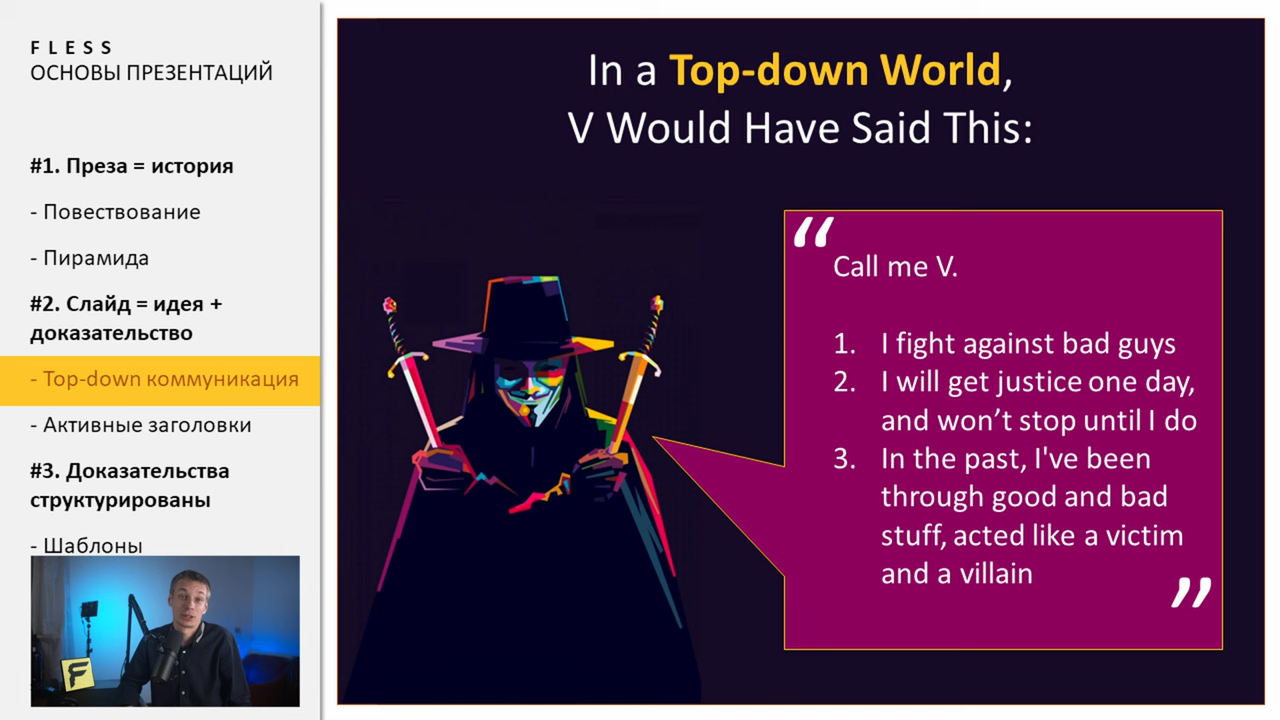 F L E S S
ОСНОВЫ ПРЕЗЕНТАЦИЙ
#1. Преза = история
- Повествование
- Пирамида
#2. Слайд = идея +
доказательство
- Top-down коммуникация
- Активные заголовки
#3. Доказательства
структурированы
- Шаблоны
F
In a Top-down World,
V Would Have Said This:
“
Call me V.
1. I fight against bad guys
2. I will get justice one day,
and won’t stop until I do
3. In the past, I've been
through good and bad
stuff, acted like a victim
and a villain
”